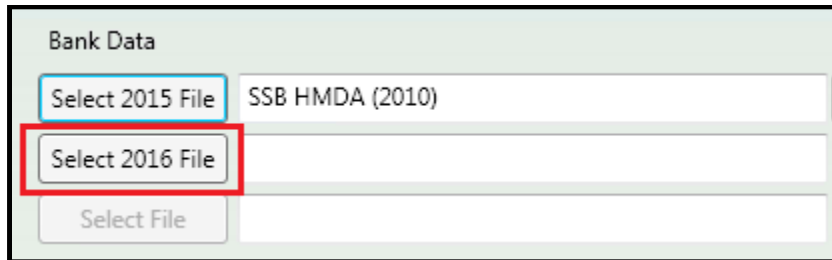 Bank Data
Select 2015 File SSB HMDA (2010)
Select 2016 File
Select File